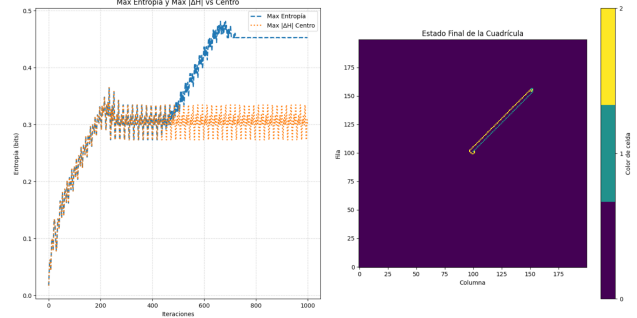 Max Entropía y Max |ΔH| vs Centro
Max Entropía
Max |ΔH| Centro
Entropía (bits)
0.5
0.4
0.3
0.2
0.1
0.0
0 200 400 600 800 1000
Iteraciones
Estado Final de la Cuadrícula
Fila
175
150
125
100
75
50
25
0
0 25 50 75 100 125 150 175
Columna
2
1
0
Color de celda